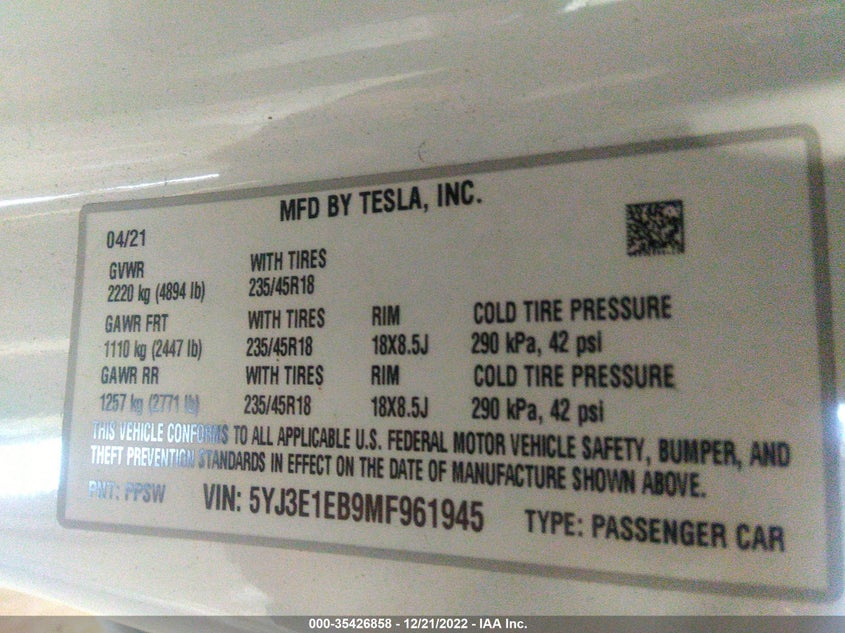 MFD BY TESLA, INC.
04/21
GVWR WITH TIRES
2220 kg (4894 lb) 235/45R18
GAWR FRT WITH TIRES RIM COLD TIRE PRESSURE
1110 kg (2447 lb) 235/45R18 18X8.5J 290 kPa, 42 psi
GAWR RR WITH TIRES RIM COLD TIRE PRESSURE
1257 kg (2771 lb) 235/45R18 18X8.5J 290 kPa, 42 psi
THIS VEHICLE CONFORMS TO ALL APPLICABLE U.S. FEDERAL MOTOR VEHICLE SAFETY, BUMPER, AND
THEFT PREVENTION STANDARDS IN EFFECT ON THE DATE OF MANUFACTURE SHOWN ABOVE.
PNT: PPSW VIN: 5YJ3E1EB9MF961945 TYPE: PASSENGER CAR
000-35426858 - 12/21/2022 - IAA Inc.